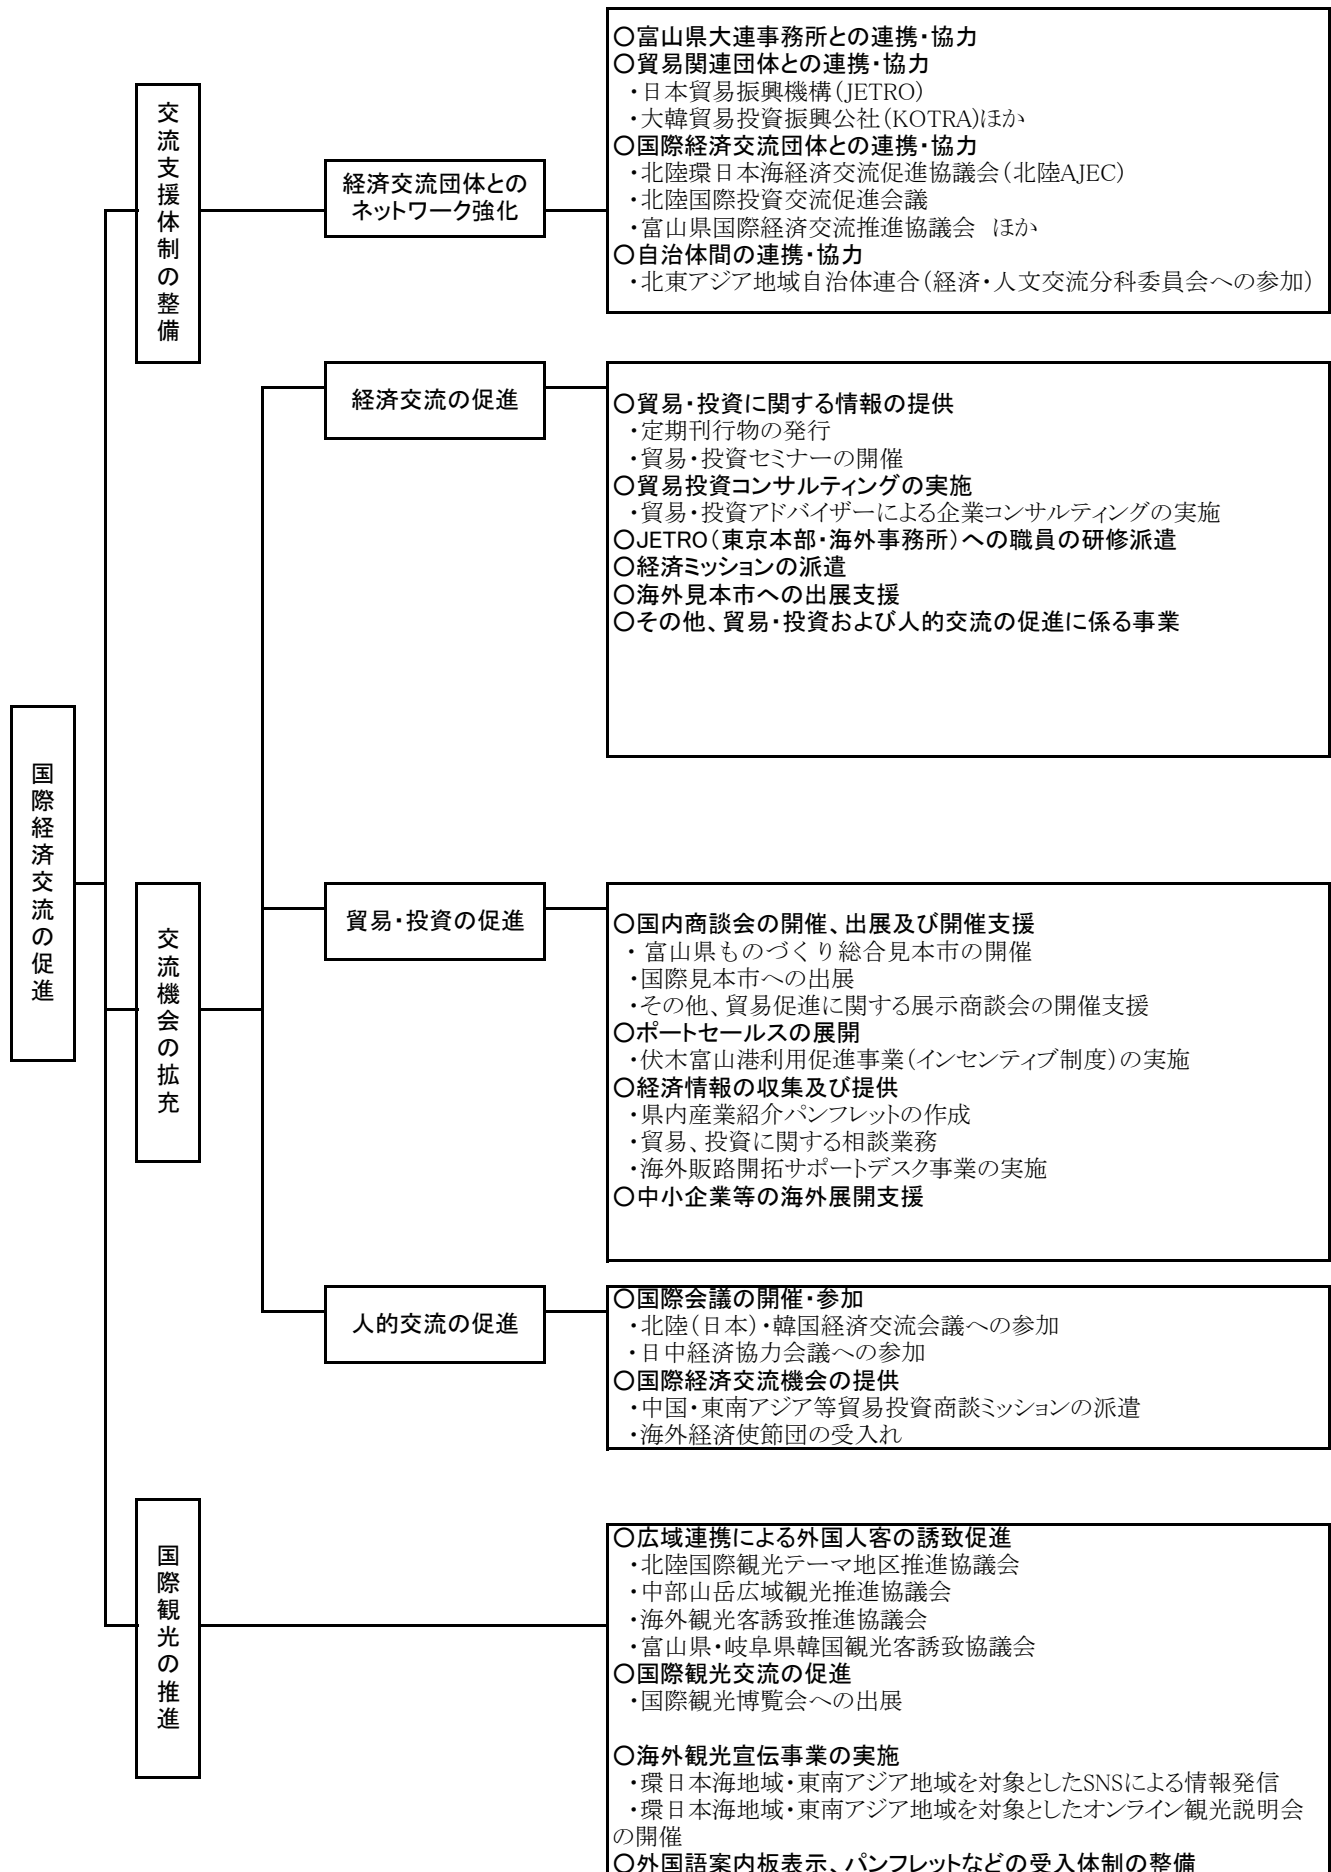 国際経済交流の促進
交流支援体制の整備
経済交流団体との
ネットワーク強化
〇富山県大連事務所との連携・協力
〇貿易関連団体との連携・協力
・日本貿易振興機構(JETRO)
・大韓貿易投資振興公社(KOTRA)ほか
〇国際経済交流団体との連携・協力
・北陸環日本海経済交流促進協議会(北陸AJEC)
・北陸国際投資交流促進会議
・富山県国際経済交流推進協議会 ほか
〇自治体間の連携・協力
・北東アジア地域自治体連合(経済・人文交流分科委員会への参加)
交流機会の拡充
経済交流の促進
〇貿易・投資に関する情報の提供
・定期刊行物の発行
・貿易・投資セミナーの開催
〇貿易投資コンサルティングの実施
・貿易・投資アドバイザーによる企業コンサルティングの実施
〇JETRO(東京本部・海外事務所)への職員の研修派遣
〇経済ミッションの派遣
〇海外見本市への出展支援
〇その他、貿易・投資および人的交流の促進に係る事業
貿易・投資の促進
〇国内商談会の開催、出展及び開催支援
・富山県ものづくり総合見本市の開催
・国際見本市への出展
・その他、貿易促進に関する展示商談会の開催支援
〇ポートセールスの展開
・伏木富山港利用促進事業(インセンティブ制度)の実施
〇経済情報の収集及び提供
・県内産業紹介パンフレットの作成
・貿易、投資に関する相談業務
・海外販路開拓サポートデスク事業の実施
〇中小企業等の海外展開支援
人的交流の促進
〇国際会議の開催・参加
・北陸(日本)・韓国経済交流会議への参加
・日中経済協力会議への参加
〇国際経済交流機会の提供
・中国・東南アジア等貿易投資商談ミッションの派遣
・海外経済使節団の受入れ
国際観光の推進
〇広域連携による外国人客の誘致促進
・北陸国際観光テーマ地区推進協議会
・中部山岳広域観光推進協議会
・海外観光客誘致推進協議会
・富山県・岐阜県韓国観光客誘致協議会
〇国際観光交流の促進
・国際観光博覧会への出展
〇海外観光宣伝事業の実施
・環日本海地域・東南アジア地域を対象としたSNSによる情報発信
・環日本海地域・東南アジア地域を対象としたオンライン観光説明会
の開催
〇外国語案内板表示、パンフレットなどの受入体制の整備